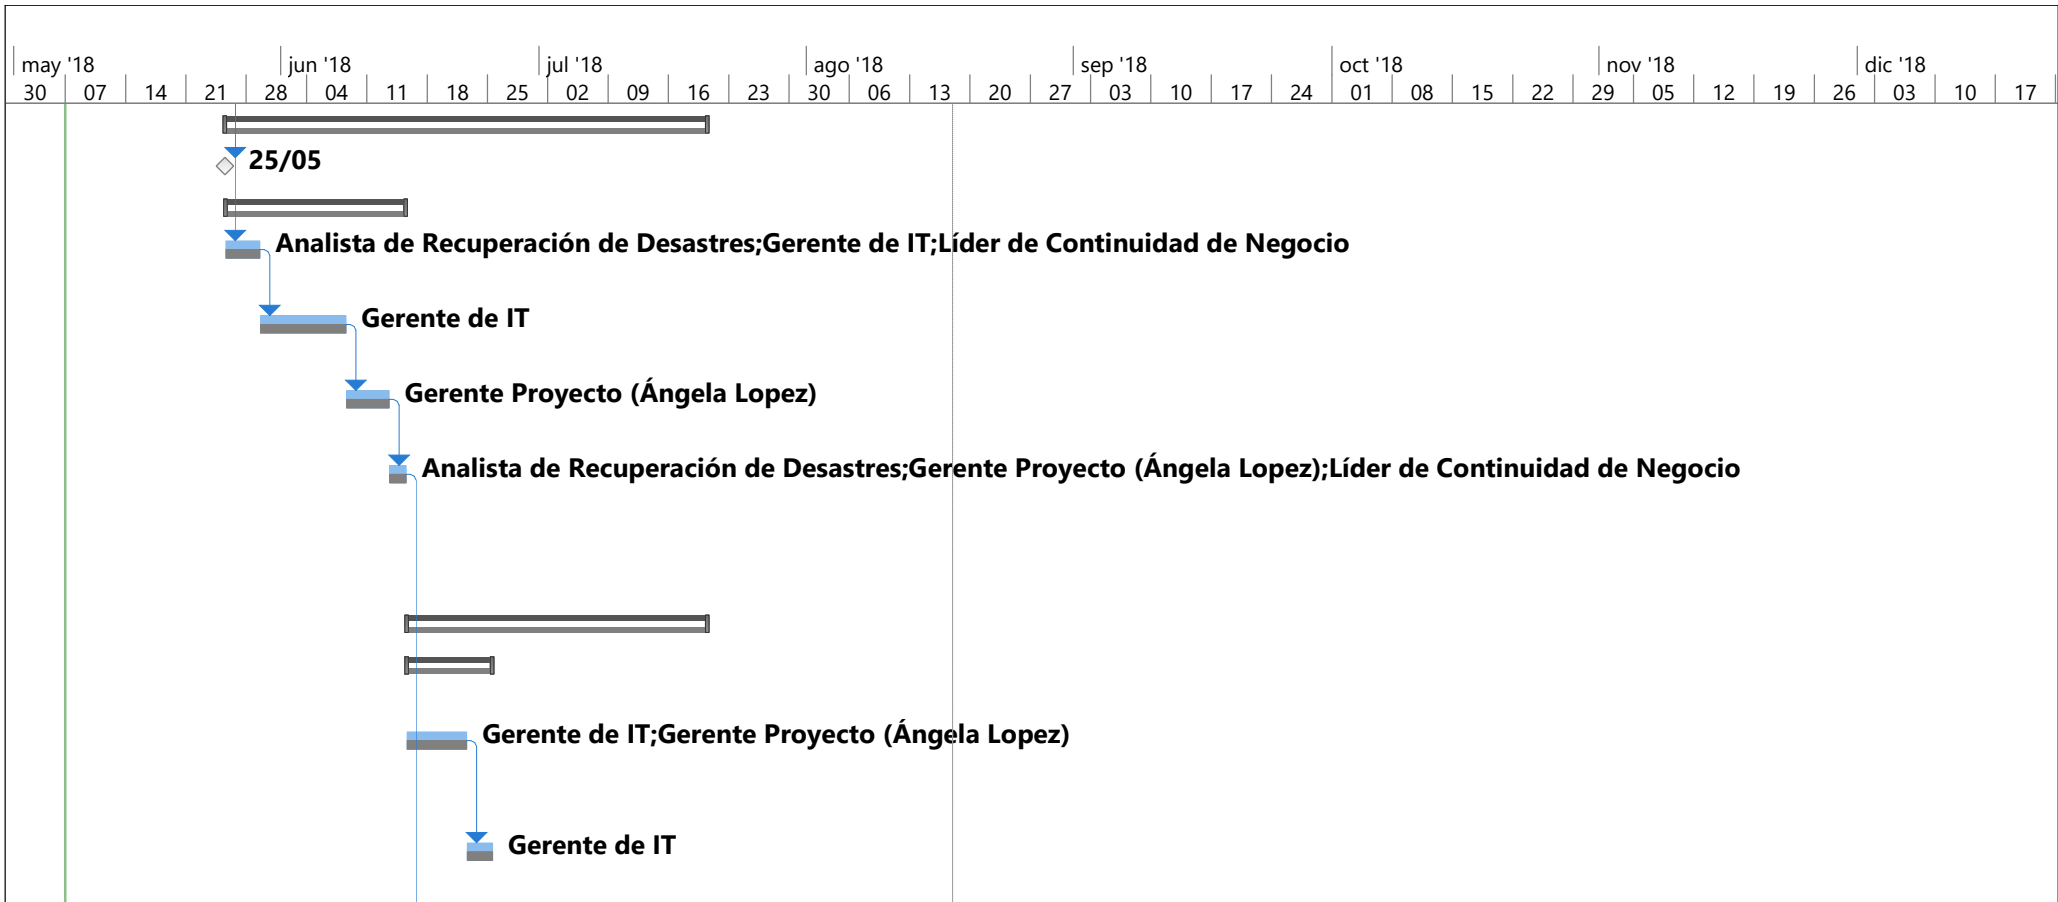 may '18 jun '18 jul '18 ago '18 sep '18 oct '18 nov '18 dic '18
30 07 14 21 28 04 11 18 25 02 09 16 23 30 06 13 20 27 03 10 17 24 01 08 15 22 29 05 12 19 26 03 10 17
25/05
Analista de Recuperación de Desastres;Gerente de IT;Líder de Continuidad de Negocio
Gerente de IT
Gerente Proyecto (Ángela Lopez)
Analista de Recuperación de Desastres;Gerente Proyecto (Ángela Lopez);Líder de Continuidad de Negocio
Gerente de IT;Gerente Proyecto (Ángela Lopez)
Gerente de IT